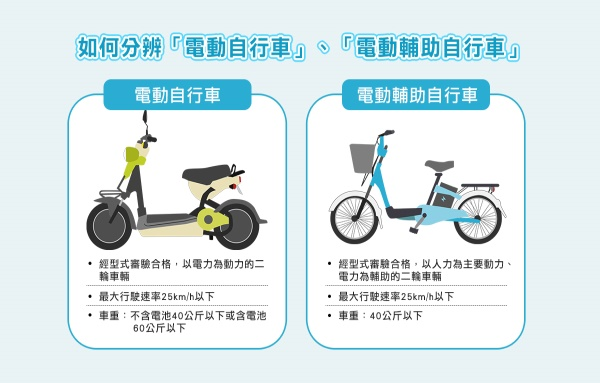 如何分辨「電動自行車」、「電動輔助自行車」
電動自行車
• 經型式審驗合格，以電力為動力的二
輪車輛
• 最大行駛速率25km/h以下
• 車重：不含電池40公斤以下或含電池
60公斤以下
電動輔助自行車
• 經型式審驗合格，以人力為主要動力、
電力為輔助的二輪車輛
• 最大行駛速率25km/h以下
• 車重：40公斤以下